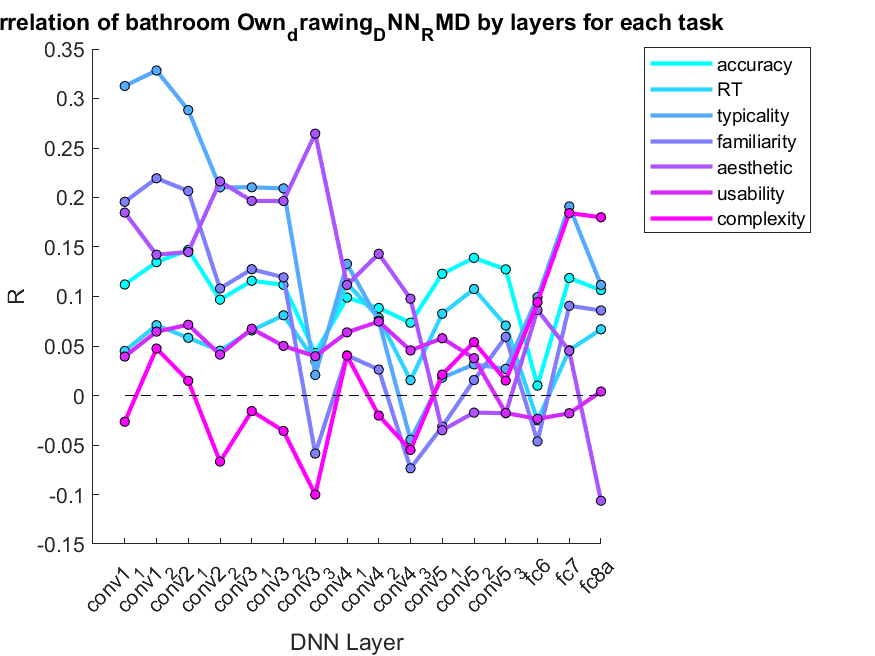 rrelation of bathroom Own_drawing_DNN_RMD by layers for each task
0.35
0.3
0.25
0.2
0.15
0.1
0.05
0
-0.05
-0.1
-0.15
R
conv1_1
conv1_2
conv2_1
conv2_2
conv3_1
conv3_2
conv3_3
conv4_1
conv4_2
conv4_3
conv5_1
conv5_2
conv5_3
fc6
fc7
fc8a
DNN Layer
accuracy
RT
typicality
familiarity
aesthetic
usability
complexity